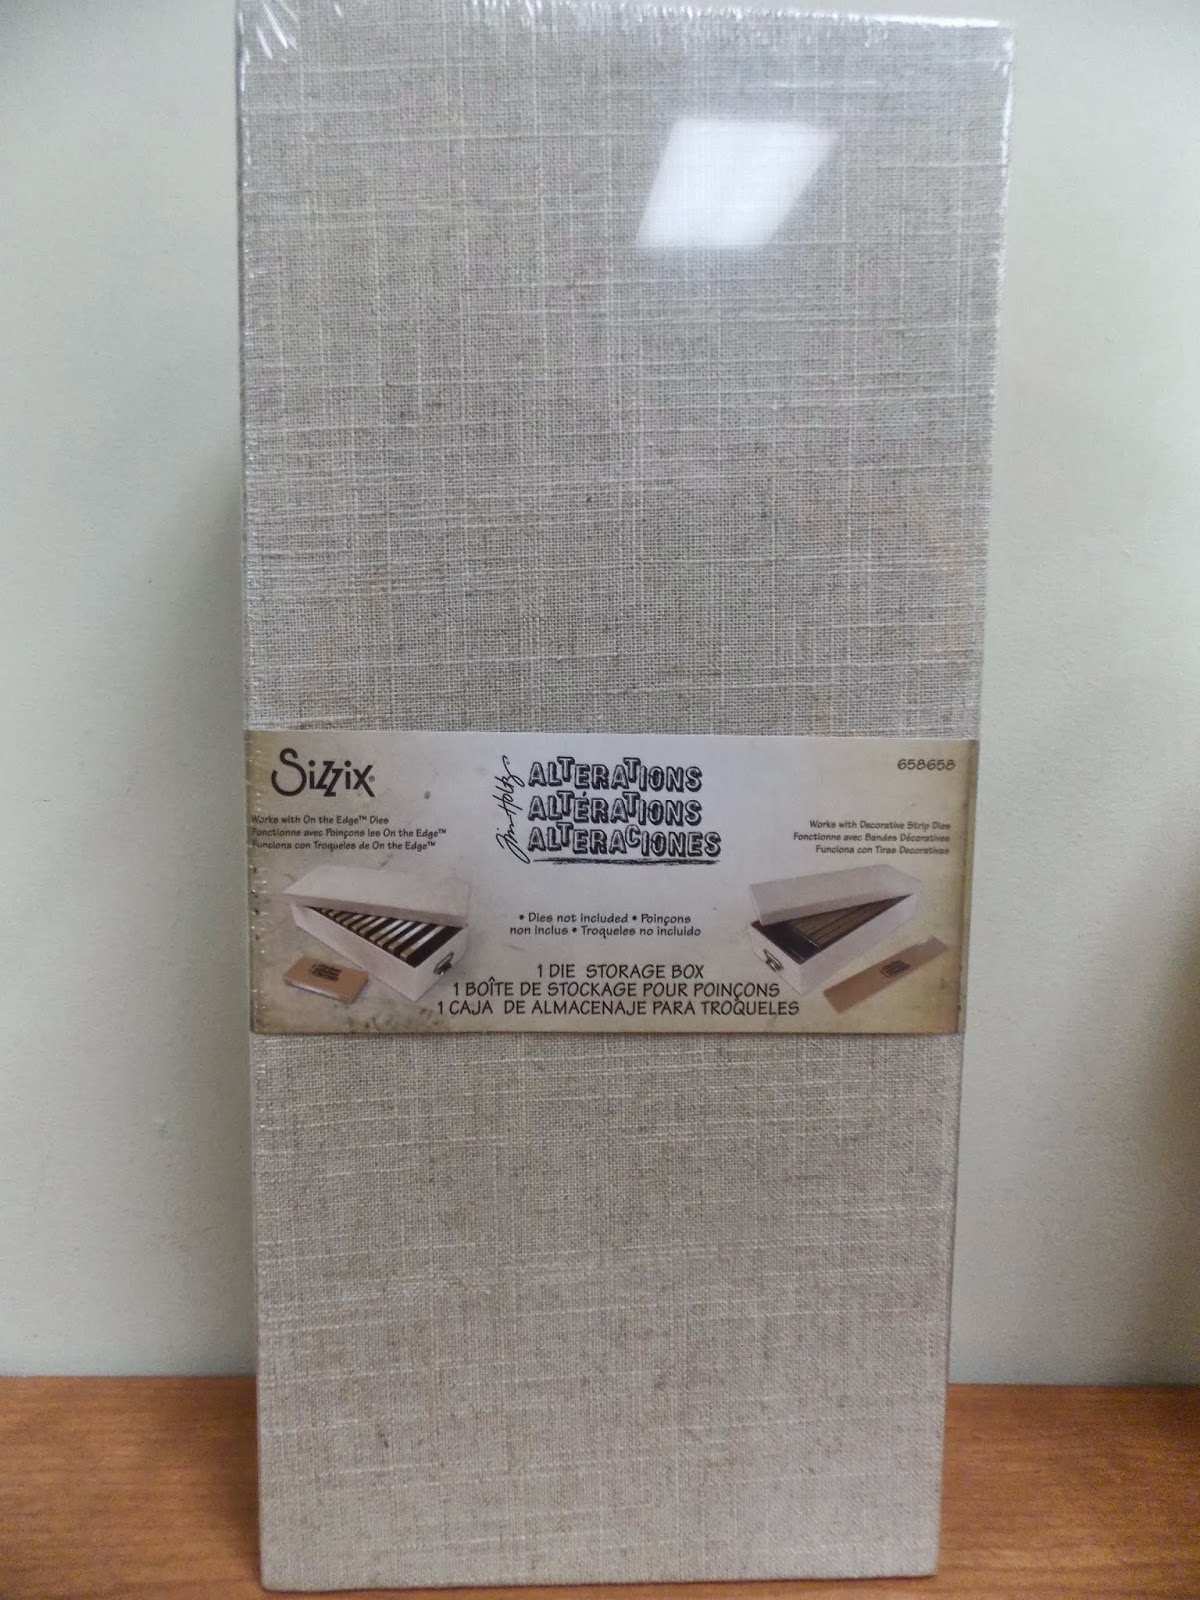 Sizzix
Works with On the Edge™ Dies
Fonctionne avec Poinçons les On the Edge™
Funciona con Troqueles de On the Edge™
Tim Holtz
ALTERATIONS
ALTÉRATIONS
ALTERACIONES
658658
Works with Decorative Strip Dies
Fonctionne avec Bandes Décoratives
Funciona con Tiras Decorativas
• Dies not included • Poinçons
non inclus • Troqueles no incluido
1 DIE STORAGE BOX
1 BOÎTE DE STOCKAGE POUR POINÇONS
1 CAJA DE ALMACENAJE PARA TROQUELES